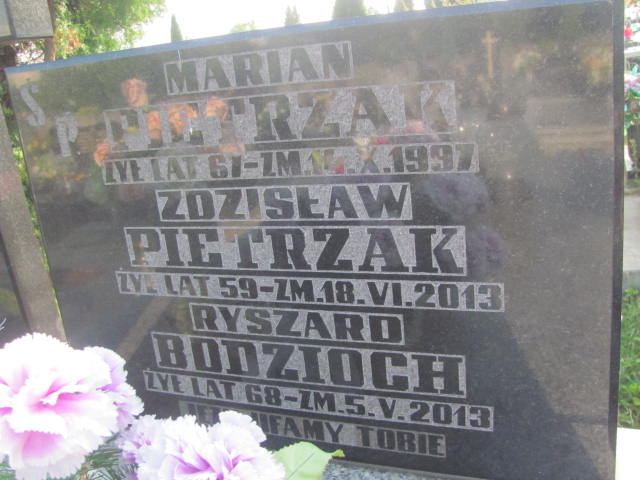 Ś P
MARIAN
PIETRZAK
ŻYŁ LAT 67-ZM.14.X.1997
ZDZISŁAW
PIETRZAK
ŻYŁ LAT 59-ZM.18.VI.2013
RYSZARD
BODZIOCH
ŻYŁ LAT 68-ZM.5.V.2013
TOBIE